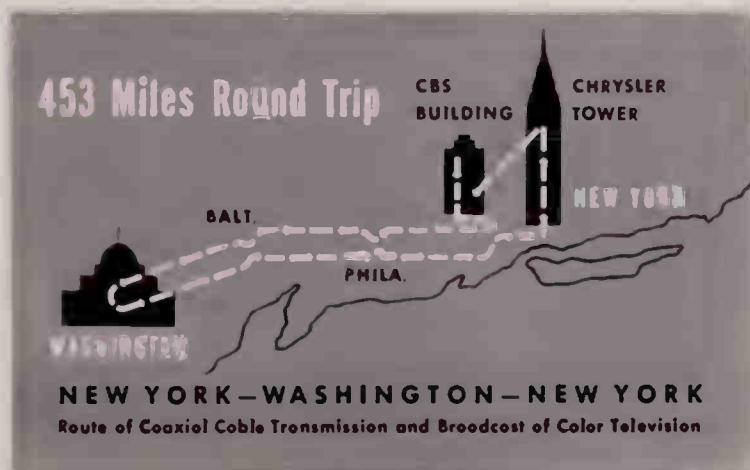 453 Miles Round Trip
CBS
BUILDING
CHRYSLER
TOWER
NEW YORK
BALT.
PHILA.
WASHINGTON
NEW YORK—WASHINGTON—NEW YORK
Route of Coaxial Cable Transmission and Broadcast of Color Television